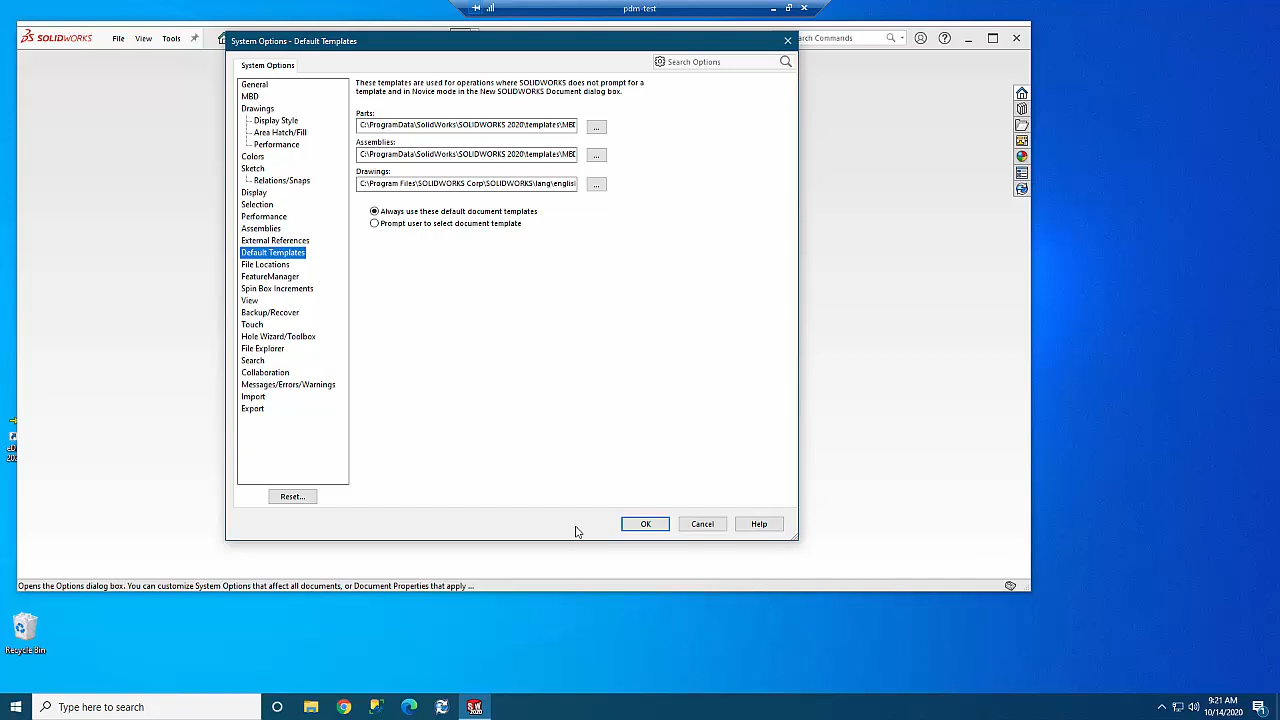 pdm-test
SOLIDWORKS
File View Tools
rch Commands
System Options - Default Templates
System Options
Search Options
General
MBD
Drawings
Display Style
Area Hatch/Fill
Performance
Colors
Sketch
Relations/Snaps
Display
Selection
Performance
Assemblies
External References
Default Templates
File Locations
FeatureManager
Spin Box Increments
View
Backup/Recover
Touch
Hole Wizard/Toolbox
File Explorer
Search
Collaboration
Messages/Errors/Warnings
Import
Export
Reset...
These templates are used for operations where SOLIDWORKS does not prompt for a
template and in Novice mode in the New SOLIDWORKS Document dialog box.
Parts:
C:\ProgramData\SolidWorks\SOLIDWORKS 2020\templates\MBD
...
Assemblies:
C:\ProgramData\SolidWorks\SOLIDWORKS 2020\templates\MBD
...
Drawings:
C:\Program Files\SOLIDWORKS Corp\SOLIDWORKS\lang\englisl
...
Always use these default document templates
Prompt user to select document template
OK Cancel Help
Opens the Options dialog box. You can customize System Options that affect all documents, or Document Properties that apply ...
Recycle Bin
Type here to search
SW
2020
9:21 AM
10/14/2020